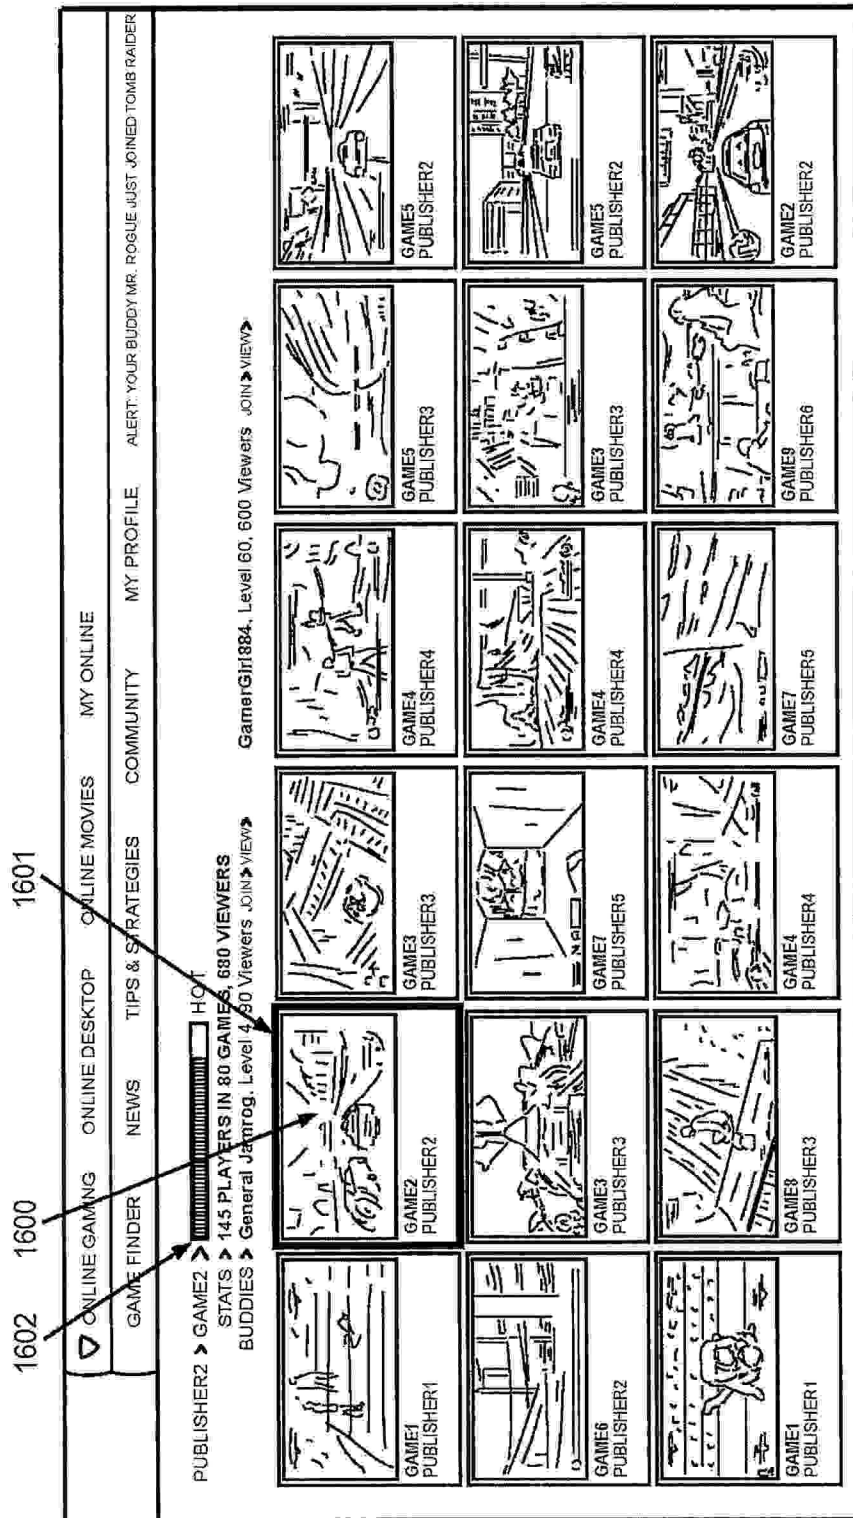 1602 1600 1601
ONLINE GAMING ONLINE DESKTOP ONLINE MOVIES MY ONLINE
GAME FINDER NEWS TIPS & STRATEGIES COMMUNITY MY PROFILE ALERT: YOUR BUDDY MR. ROGUE JUST JOINED TOMB RAIDER
PUBLISHER2 > GAME2 > HOT
STATS > 145 PLAYERS IN 80 GAMES, 680 VIEWERS
BUDDIES > General Jamrog, Level 4, 90 Viewers JOIN> VIEW> GamerGirl884, Level 60, 600 Viewers JOIN> VIEW>
GAME1 GAME2 GAME3 GAME4 GAME5 GAME5
PUBLISHER1 PUBLISHER2 PUBLISHER3 PUBLISHER4 PUBLISHER3 PUBLISHER2
GAME6 GAME3 GAME7 GAME4 GAME3 GAME5
PUBLISHER2 PUBLISHER3 PUBLISHER5 PUBLISHER4 PUBLISHER3 PUBLISHER2
GAME1 GAME8 GAME4 GAME7 GAME9 GAME2
PUBLISHER1 PUBLISHER1 PUBLISHER4 PUBLISHER5 PUBLISHER6 PUBLISHER2